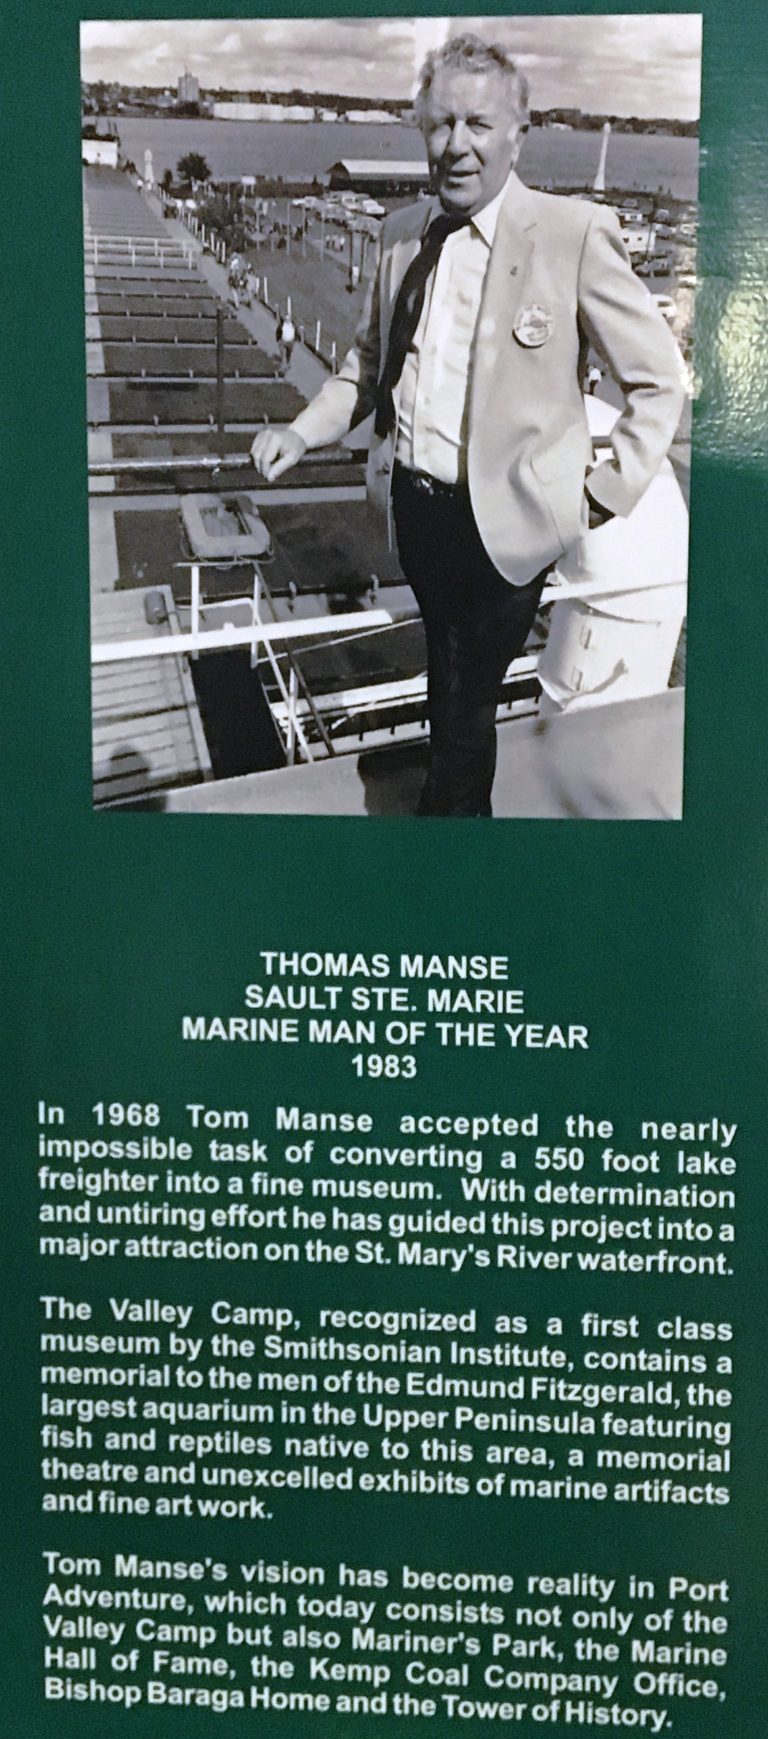 THOMAS MANSE
SAULT STE. MARIE
MARINE MAN OF THE YEAR
1983
In 1968 Tom Manse accepted the nearly
impossible task of converting a 550 foot lake
freighter into a fine museum. With determination
and untiring effort he has guided this project into a
major attraction on the St. Mary's River waterfront.
The Valley Camp, recognized as a first class
museum by the Smithsonian Institute, contains a
memorial to the men of the Edmund Fitzgerald, the
largest aquarium in the Upper Peninsula featuring
fish and reptiles native to this area, a memorial
theatre and unexcelled exhibits of marine artifacts
and fine art work.
Tom Manse's vision has become reality in Port
Adventure, which today consists not only of the
Valley Camp but also Mariner's Park, the Marine
Hall of Fame, the Kemp Coal Company Office,
Bishop Baraga Home and the Tower of History.